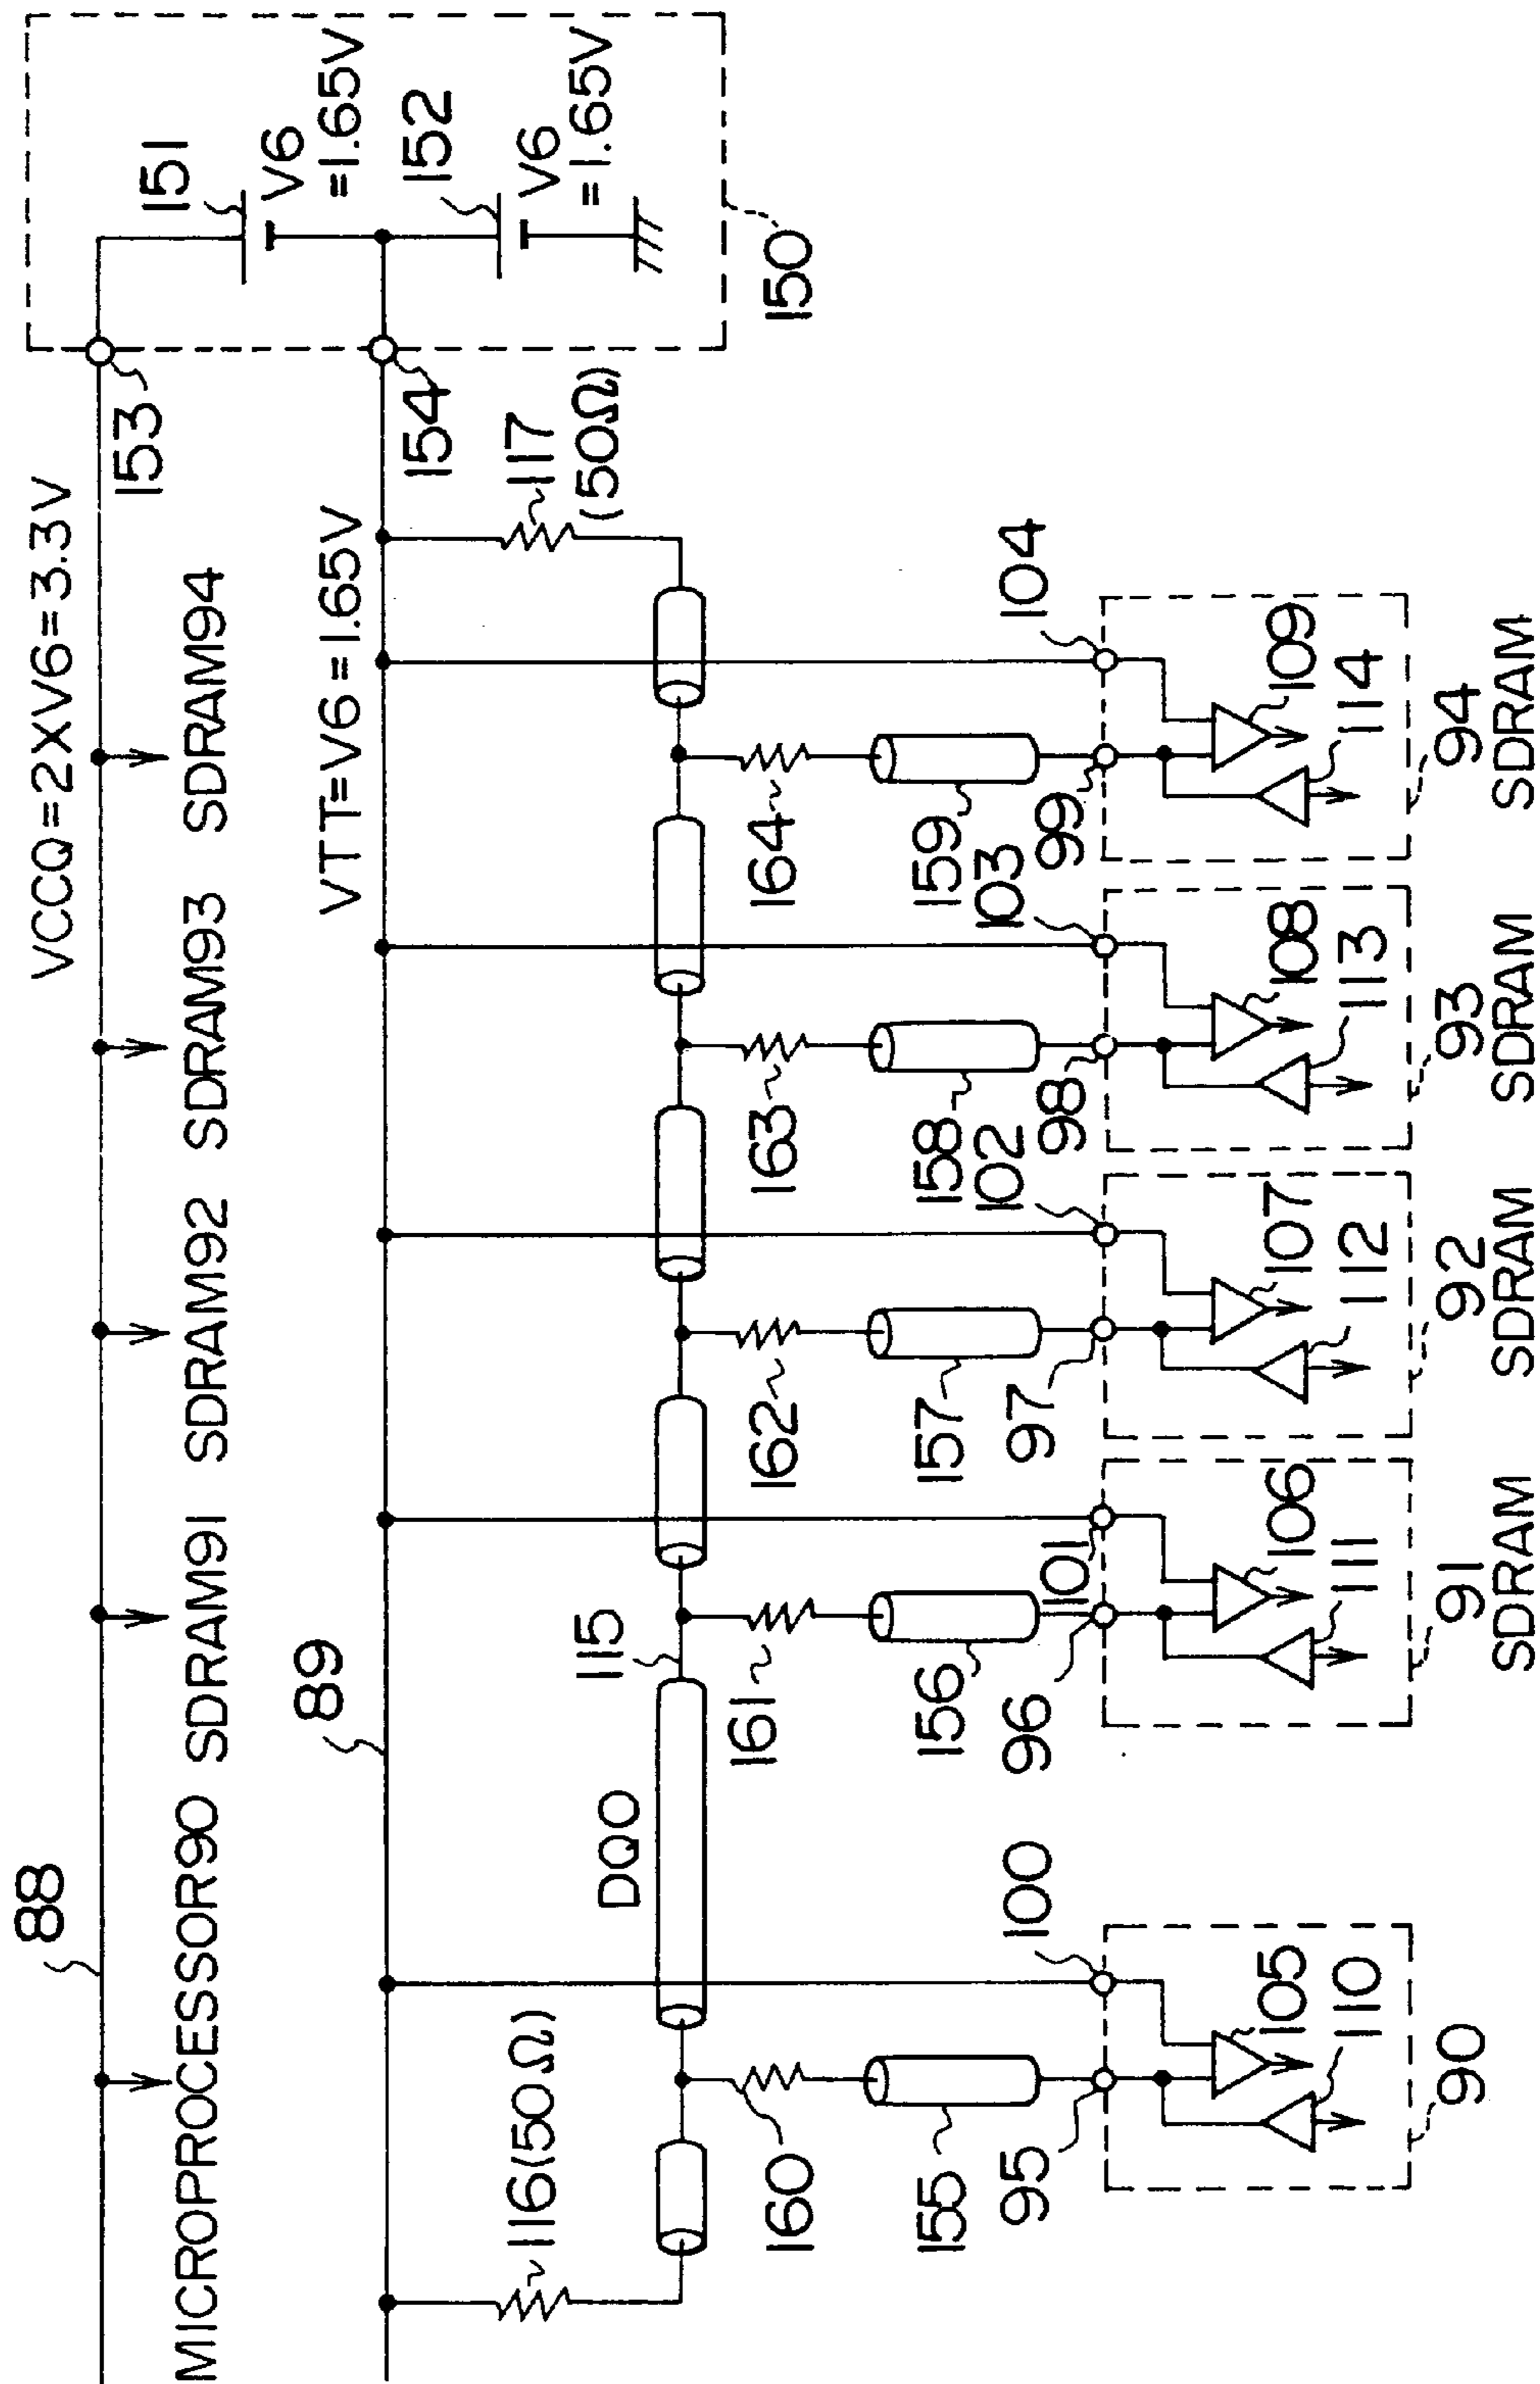 88
VCCQ=2XV6=3.3V
MICROPROCESSOR90
SDRAM91
SDRAM92
SDRAM93
SDRAM94
153
151
V6
=1.65V
89
VTT=V6=1.65V
154
152
V6
=1.65V
150
116(50Ω)
117
(50Ω)
DQ0
115
160
161
162
163
164
155
156
157
158
159
95
100
96
101
97
102
98
103
99
104
105
110
106
111
107
112
108
113
109
114
90
91
SDRAM
92
SDRAM
93
SDRAM
94
SDRAM